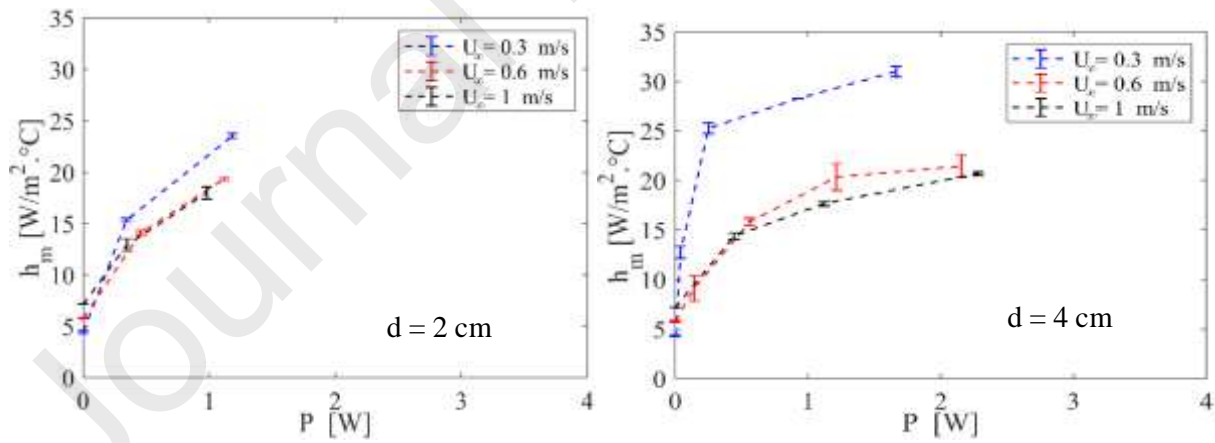 35
30
25
20
15
10
5
0
h_m [W/m².°C]
U∞= 0.3 m/s
U∞= 0.6 m/s
U∞= 1 m/s
d = 2 cm
0 1 2 3 4
P [W]
35
30
25
20
15
10
5
0
h_m [W/m².°C]
U∞= 0.3 m/s
U∞= 0.6 m/s
U∞= 1 m/s
d = 4 cm
0 1 2 3 4
P [W]
Journal